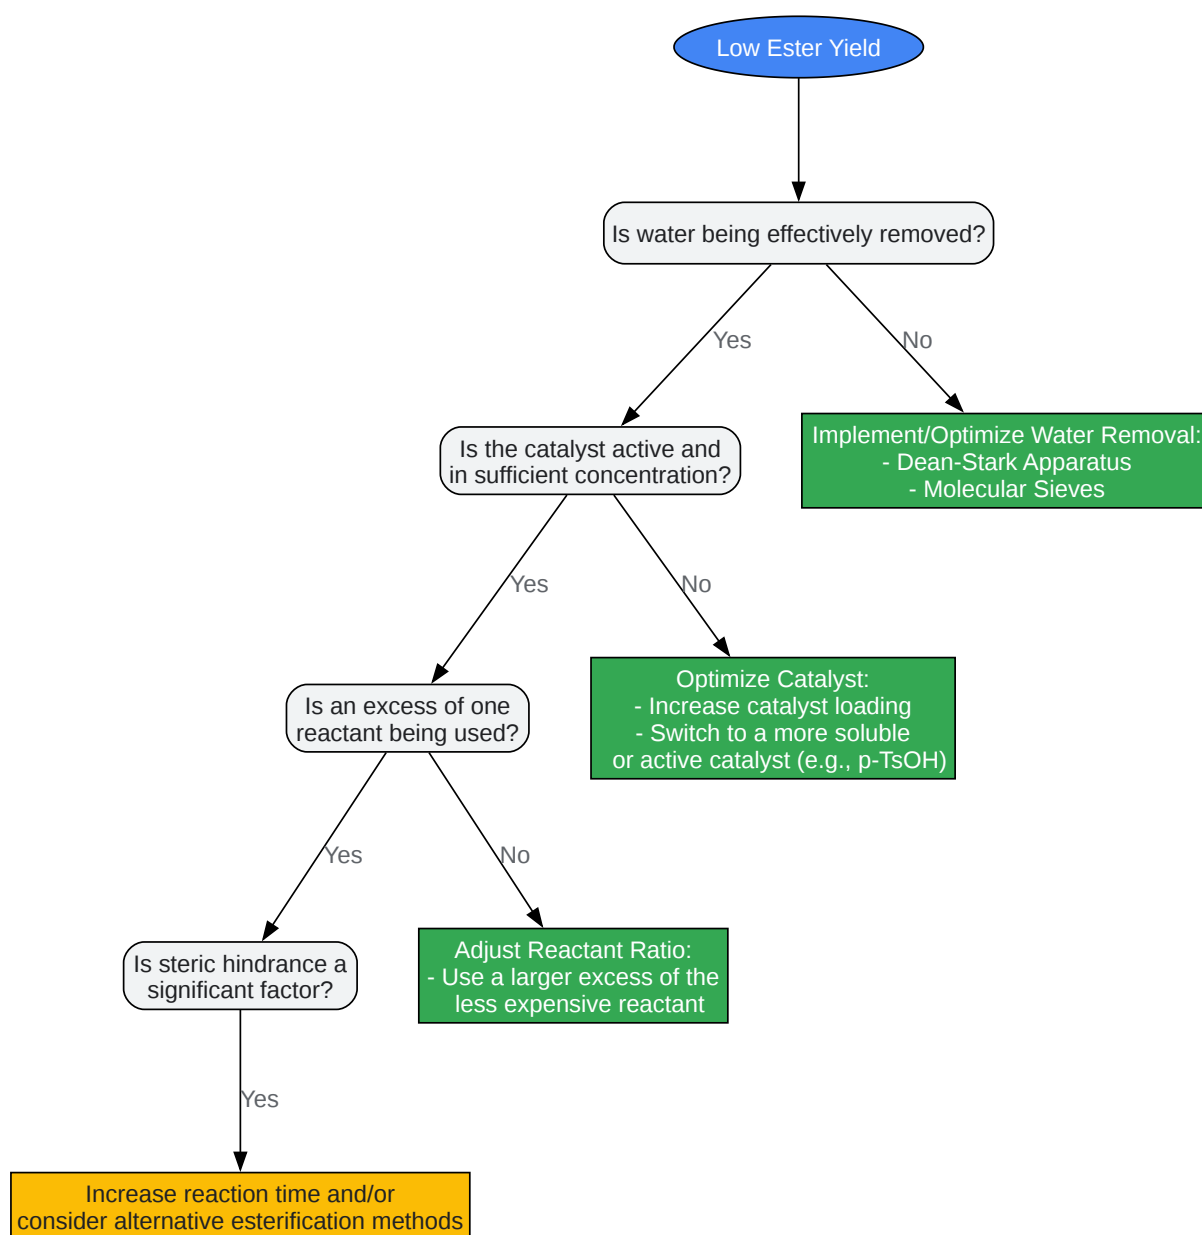 Low Ester Yield
Is water being effectively removed?
Yes
No
Implement/Optimize Water Removal:
- Dean-Stark Apparatus
- Molecular Sieves
Is the catalyst active and
in sufficient concentration?
Yes
No
Optimize Catalyst:
- Increase catalyst loading
- Switch to a more soluble
or active catalyst (e.g., p-TsOH)
Is an excess of one
reactant being used?
Yes
No
Adjust Reactant Ratio:
- Use a larger excess of the
less expensive reactant
Is steric hindrance a
significant factor?
Yes
Increase reaction time and/or
consider alternative esterification methods